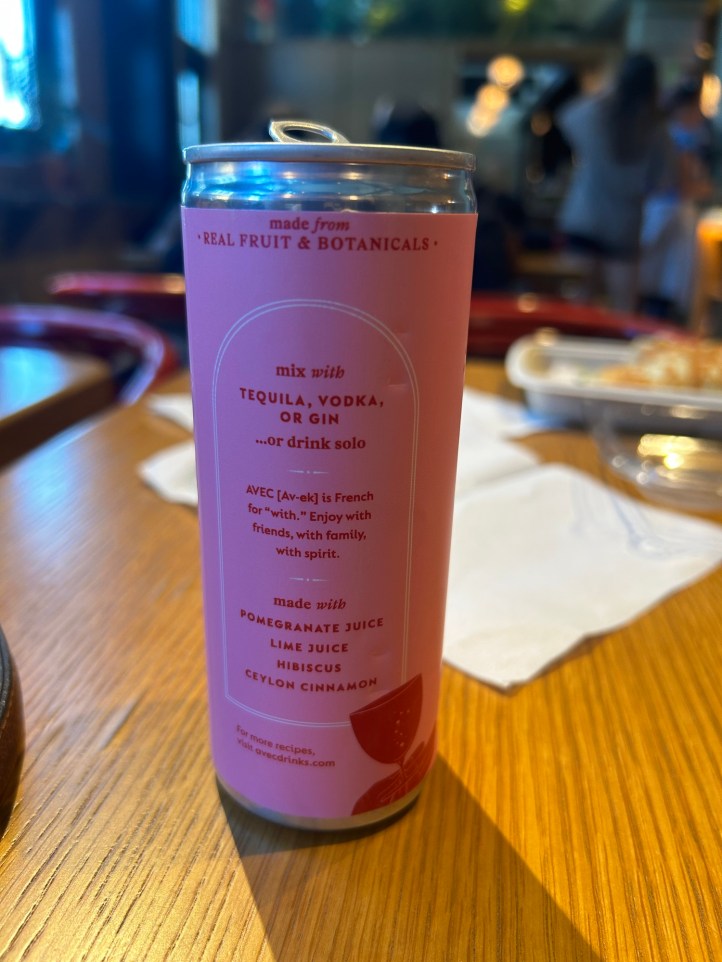 made from
• REAL FRUIT & BOTANICALS •
mix with
TEQUILA, VODKA,
OR GIN
...or drink solo
AVEC [Av-ek] is French
for "with." Enjoy with
friends, with family,
with spirit.
made with
POMEGRANATE JUICE
LIME JUICE
HIBISCUS
CEYLON CINNAMON
For more recipes,
visit avecdrinks.com